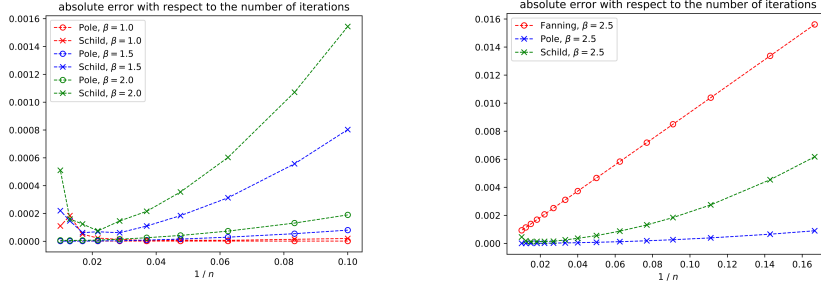 absolute error with respect to the number of iterations
0.0016
0.0014
0.0012
0.0010
0.0008
0.0006
0.0004
0.0002
0.0000
Pole, β = 1.0
Schild, β = 1.0
Pole, β = 1.5
Schild, β = 1.5
Pole, β = 2.0
Schild, β = 2.0
0.02 0.04 0.06 0.08 0.10
1 / n
absolute error with respect to the number of iterations
0.016
0.014
0.012
0.010
0.008
0.006
0.004
0.002
0.000
Fanning, β = 2.5
Pole, β = 2.5
Schild, β = 2.5
0.02 0.04 0.06 0.08 0.10 0.12 0.14 0.16
1 / n